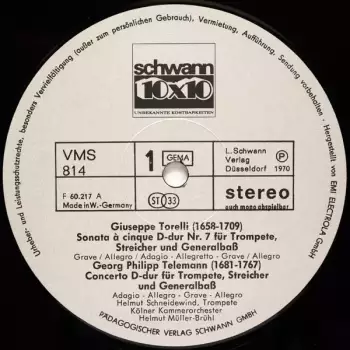 Urheber- und Leistungsschutzrechte, besonders Vervielfältigung (außer zum persönlichen Gebrauch), Vermietung, Aufführung, Sendung vorbehalten · Hergestellt von EMI ELECTROLA GmbH
schwann
10x10
UNBEKANNTE KOSTBARKEITEN
VMS
814
1
GEMA
L. Schwann
Verlag
Düsseldorf
P
1970
F 60.217 A
Made in W.-Germany
ST 33
stereo
auch mono abspielbar
Giuseppe Torelli (1658-1709)
Sonata à cinque D-dur Nr. 7 für Trompete,
Streicher und Generalbaß
Grave / Allegro / Adagio - Allegretto - Grave / Allegro
Georg Philipp Telemann (1681-1767)
Concerto D-dur für Trompete, Streicher
und Generalbaß
Adagio - Allegro - Grave - Allegro
Helmut Schneidewind, Trompete
Kölner Kammerorchester
Helmut Müller-Brühl
PÄDAGOGISCHER VERLAG SCHWANN GMBH